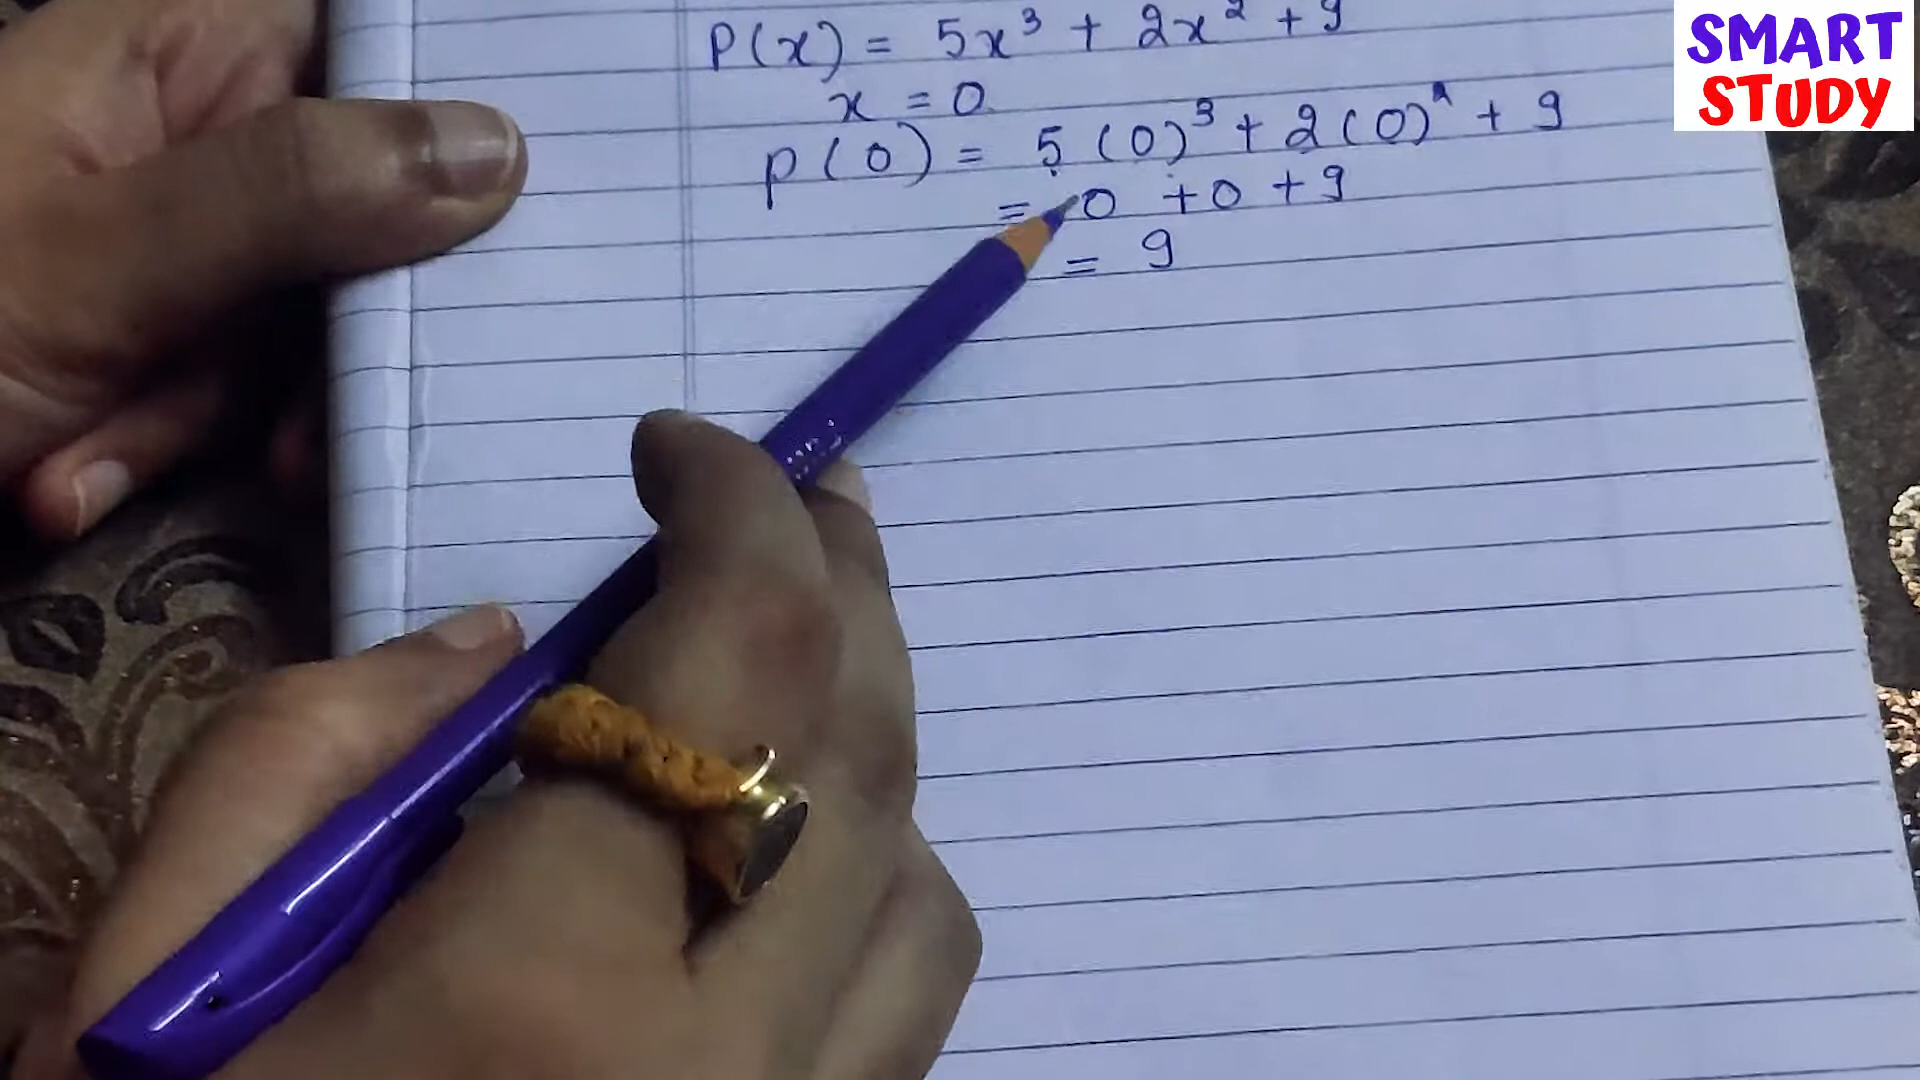 P(x) = 5x³ + 2x² + 9
x = 0
p(0) = 5(0)³ + 2(0)² + 9
= 0 + 0 + 9
= 9
SMART
STUDY